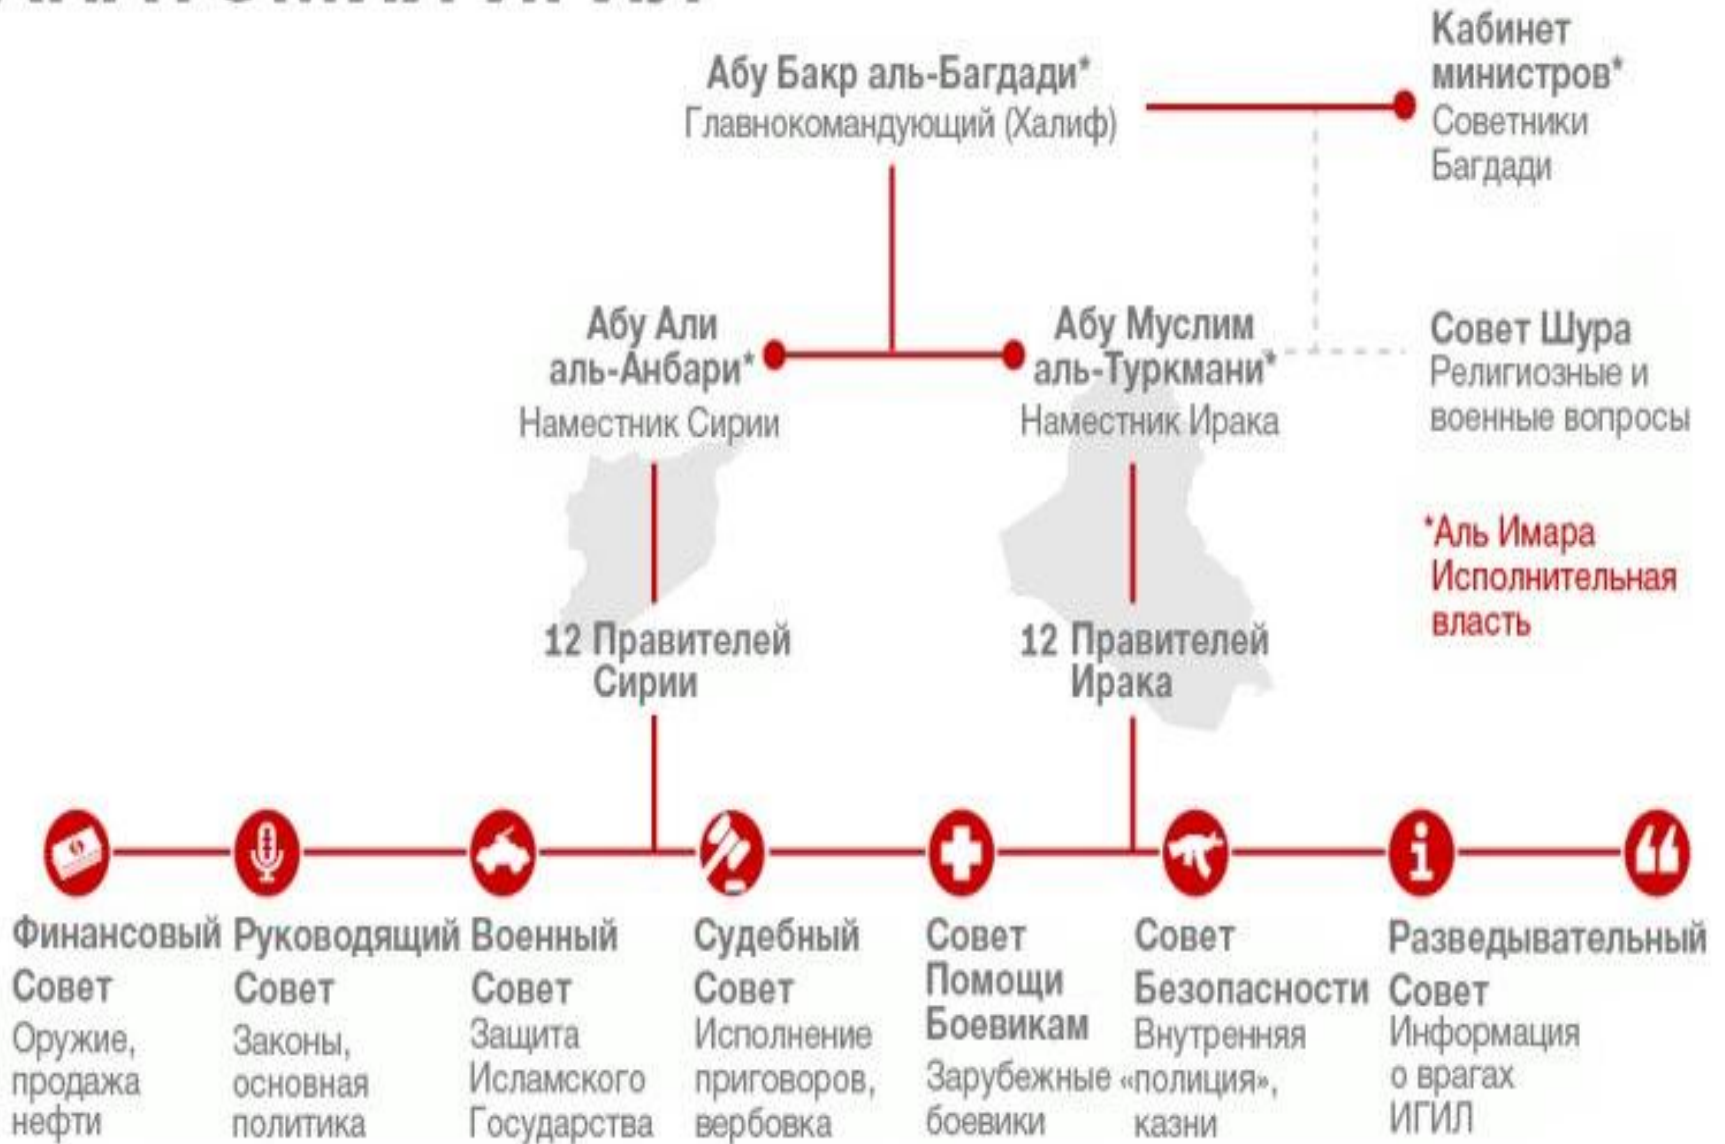 Абу Бакр аль-Багдади*
Главнокомандующий (Халиф)
Кабинет
министров*
Советники
Багдади
Абу Али
аль-Анбари*
Наместник Сирии
Абу Муслим
аль-Туркмани*
Наместник Ирака
Совет Шура
Религиозные и
военные вопросы
*Аль Имара
Исполнительная
власть
12 Правителей
Сирии
12 Правителей
Ирака
Финансовый
Совет
Оружие,
продажа
нефти
Руководящий
Совет
Законы,
основная
политика
Военный
Совет
Защита
Исламского
Государства
Судебный
Совет
Исполнение
приговоров,
вербовка
Совет
Помощи
Боевикам
Зарубежные
боевики
Совет
Безопасности
Внутренняя
«полиция»,
казни
Разведывательный
Совет
Информация
о врагах
ИГИЛ